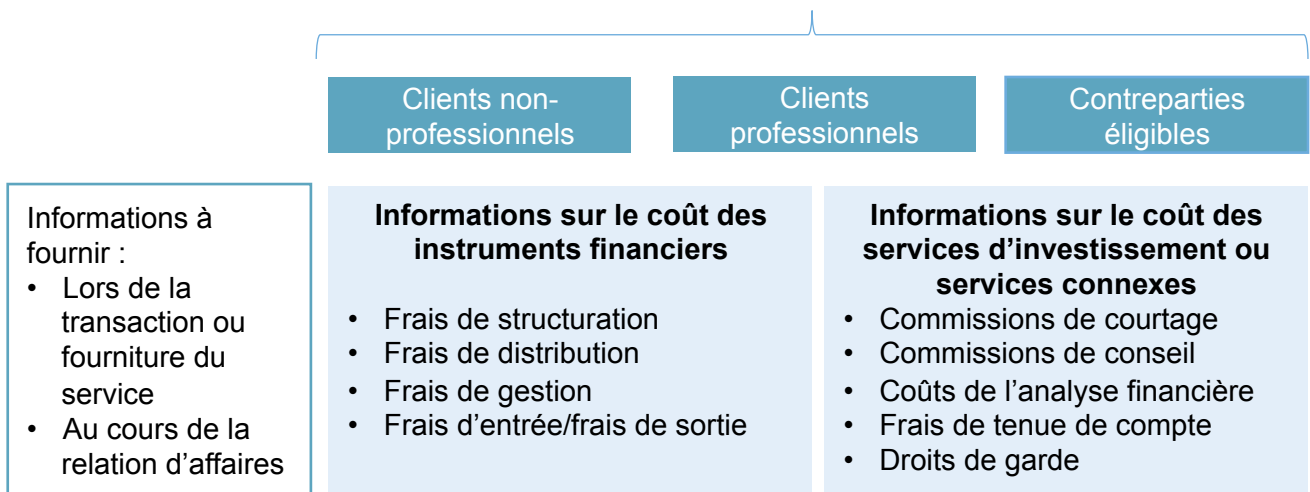 Clients non-
professionnels
Clients
professionnels
Contreparties
éligibles
Informations à
fournir :
• Lors de la
transaction ou
fourniture du
service
• Au cours de la
relation d’affaires
Informations sur le coût des
instruments financiers
• Frais de structuration
• Frais de distribution
• Frais de gestion
• Frais d’entrée/frais de sortie
Informations sur le coût des
services d’investissement ou
services connexes
• Commissions de courtage
• Commissions de conseil
• Coûts de l’analyse financière
• Frais de tenue de compte
• Droits de garde